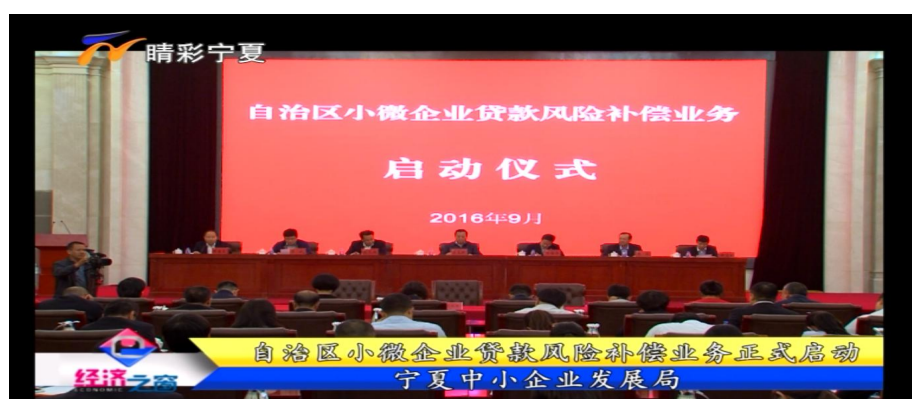 睛彩宁夏
自治区小微企业贷款风险补偿业务
启动仪式
2016年9月
自治区小微企业贷款风险补偿业务正式启动
经济之窗
ECONOMIC
宁夏中小企业发展局